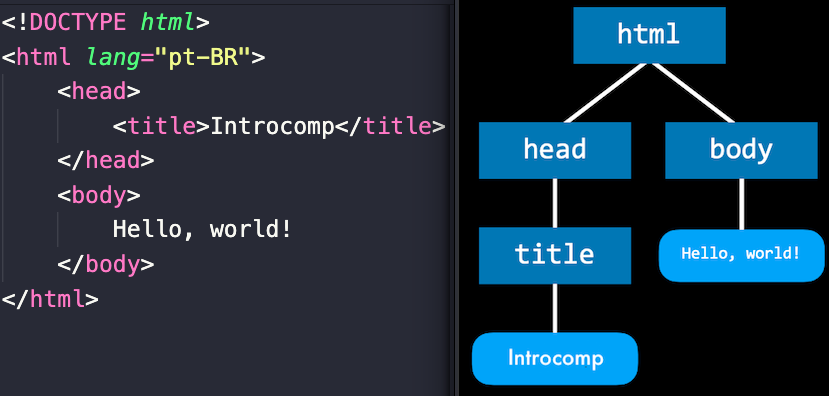 <!DOCTYPE html>
<html lang="pt-BR">
<head>
<title>Introcomp</title>
</head>
<body>
Hello, world!
</body>
</html>
html
head
body
title
Hello, world!
Introcomp